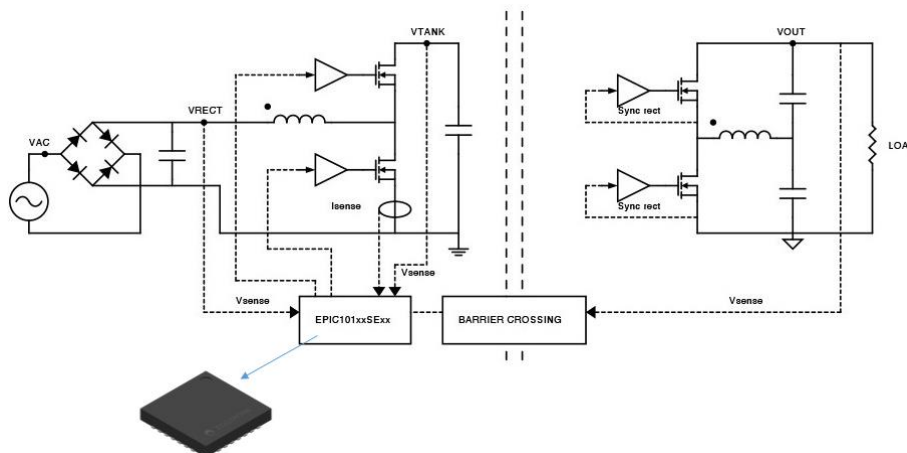 VTANK
VOUT
VRECT
Sync rect
VAC
LOA
Isense
Sync rect
Vsense
Vsense
Vsense
EPIC101xxSExx
BARRIER CROSSING